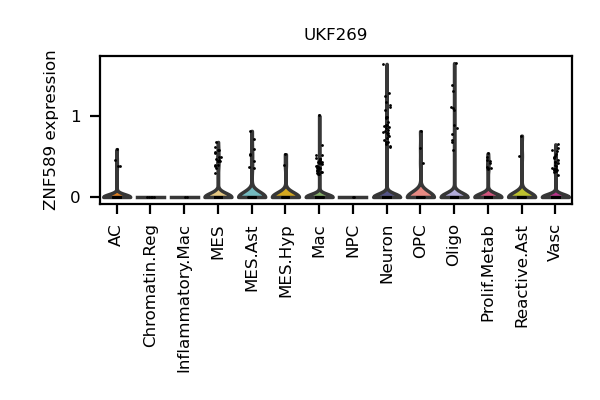 UKF269
ZNF589 expression
1
0
AC
Chromatin.Reg
Inflammatory.Mac
MES
MES.Ast
MES.Hyp
Mac
NPC
Neuron
OPC
Oligo
Prolif.Metab
Reactive.Ast
Vasc